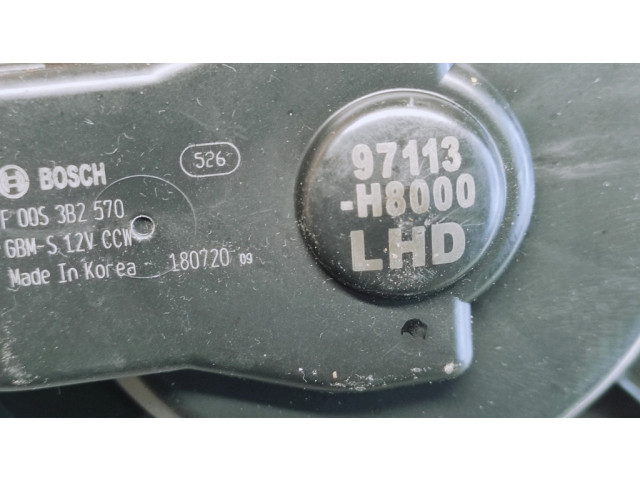 BOSCH
526
F 00S 3B2 570
GBM-S 12V CCW
Made In Korea 180720 09
97113
-H8000
LHD